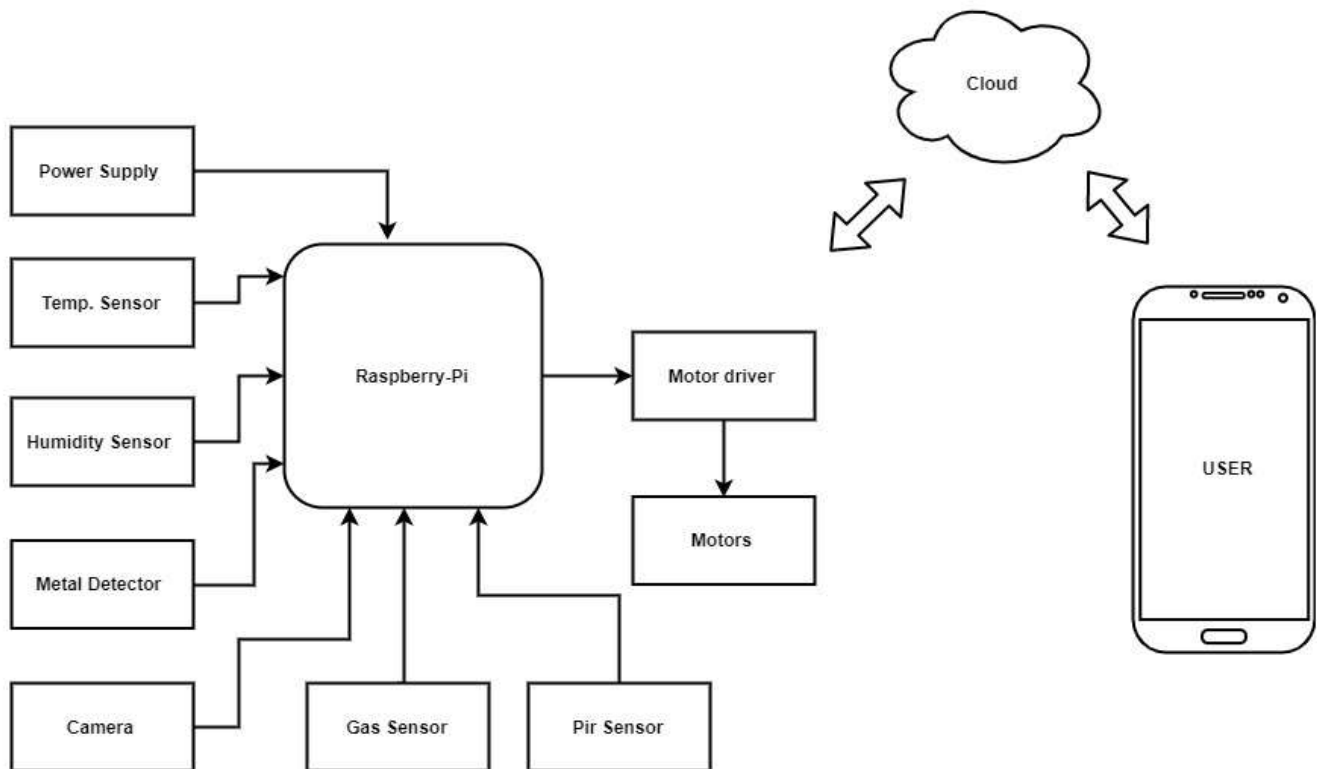 Cloud
Power Supply
Temp. Sensor
Raspberry-Pi
Motor driver
Humidity Sensor
USER
Motors
Metal Detector
Camera
Gas Sensor
Pir Sensor